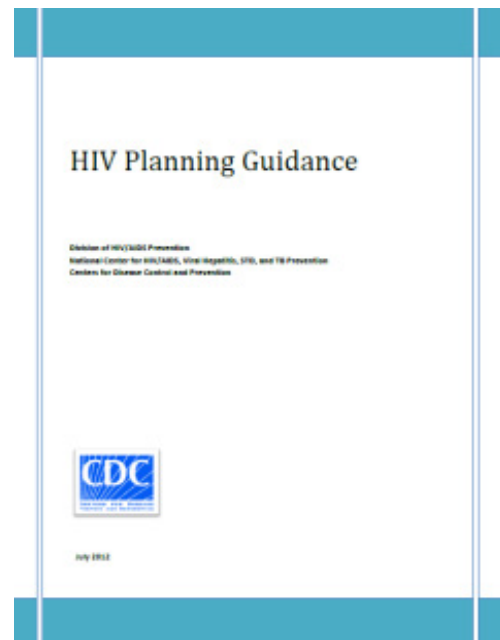 HIV Planning Guidance
Division of HIV/AIDS Prevention
National Center for HIV/AIDS, Viral Hepatitis, STD, and TB Prevention
Centers for Disease Control and Prevention
CDC
July 2012